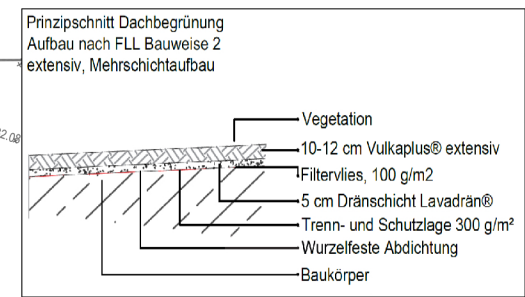 Prinzipschnitt Dachbegrünung
Aufbau nach FLL Bauweise 2
extensiv, Mehrschichtaufbau
Vegetation
10-12 cm Vulkaplus® extensiv
Filtervlies, 100 g/m2
5 cm Dränschicht Lavadrän®
Trenn- und Schutzlage 300 g/m²
Wurzelfeste Abdichtung
Baukörper